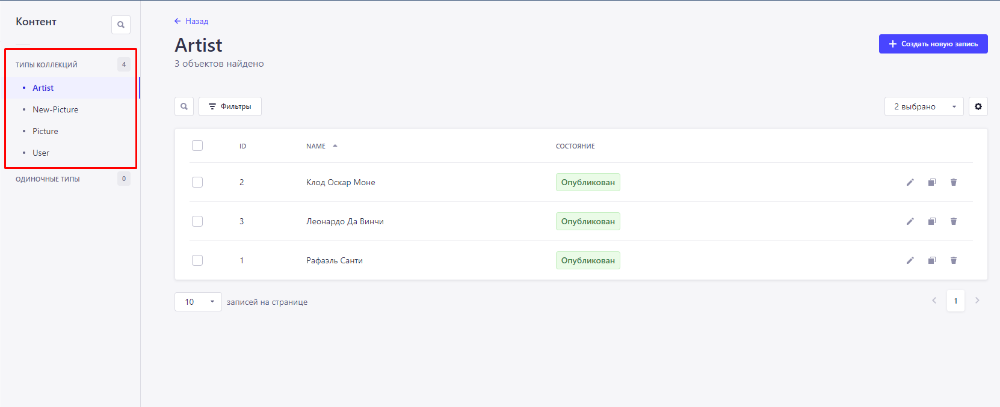 Контент
ТИПЫ КОЛЛЕКЦИЙ 4
Artist
New-Picture
Picture
User
ОДИНОЧНЫЕ ТИПЫ 0
Назад
Artist
3 объектов найдено
Создать новую запись
Фильтры
2 выбрано
ID NAME СОСТОЯНИЕ
2 Клод Оскар Моне Опубликован
3 Леонардо Да Винчи Опубликован
1 Рафаэль Санти Опубликован
10 записей на странице
1